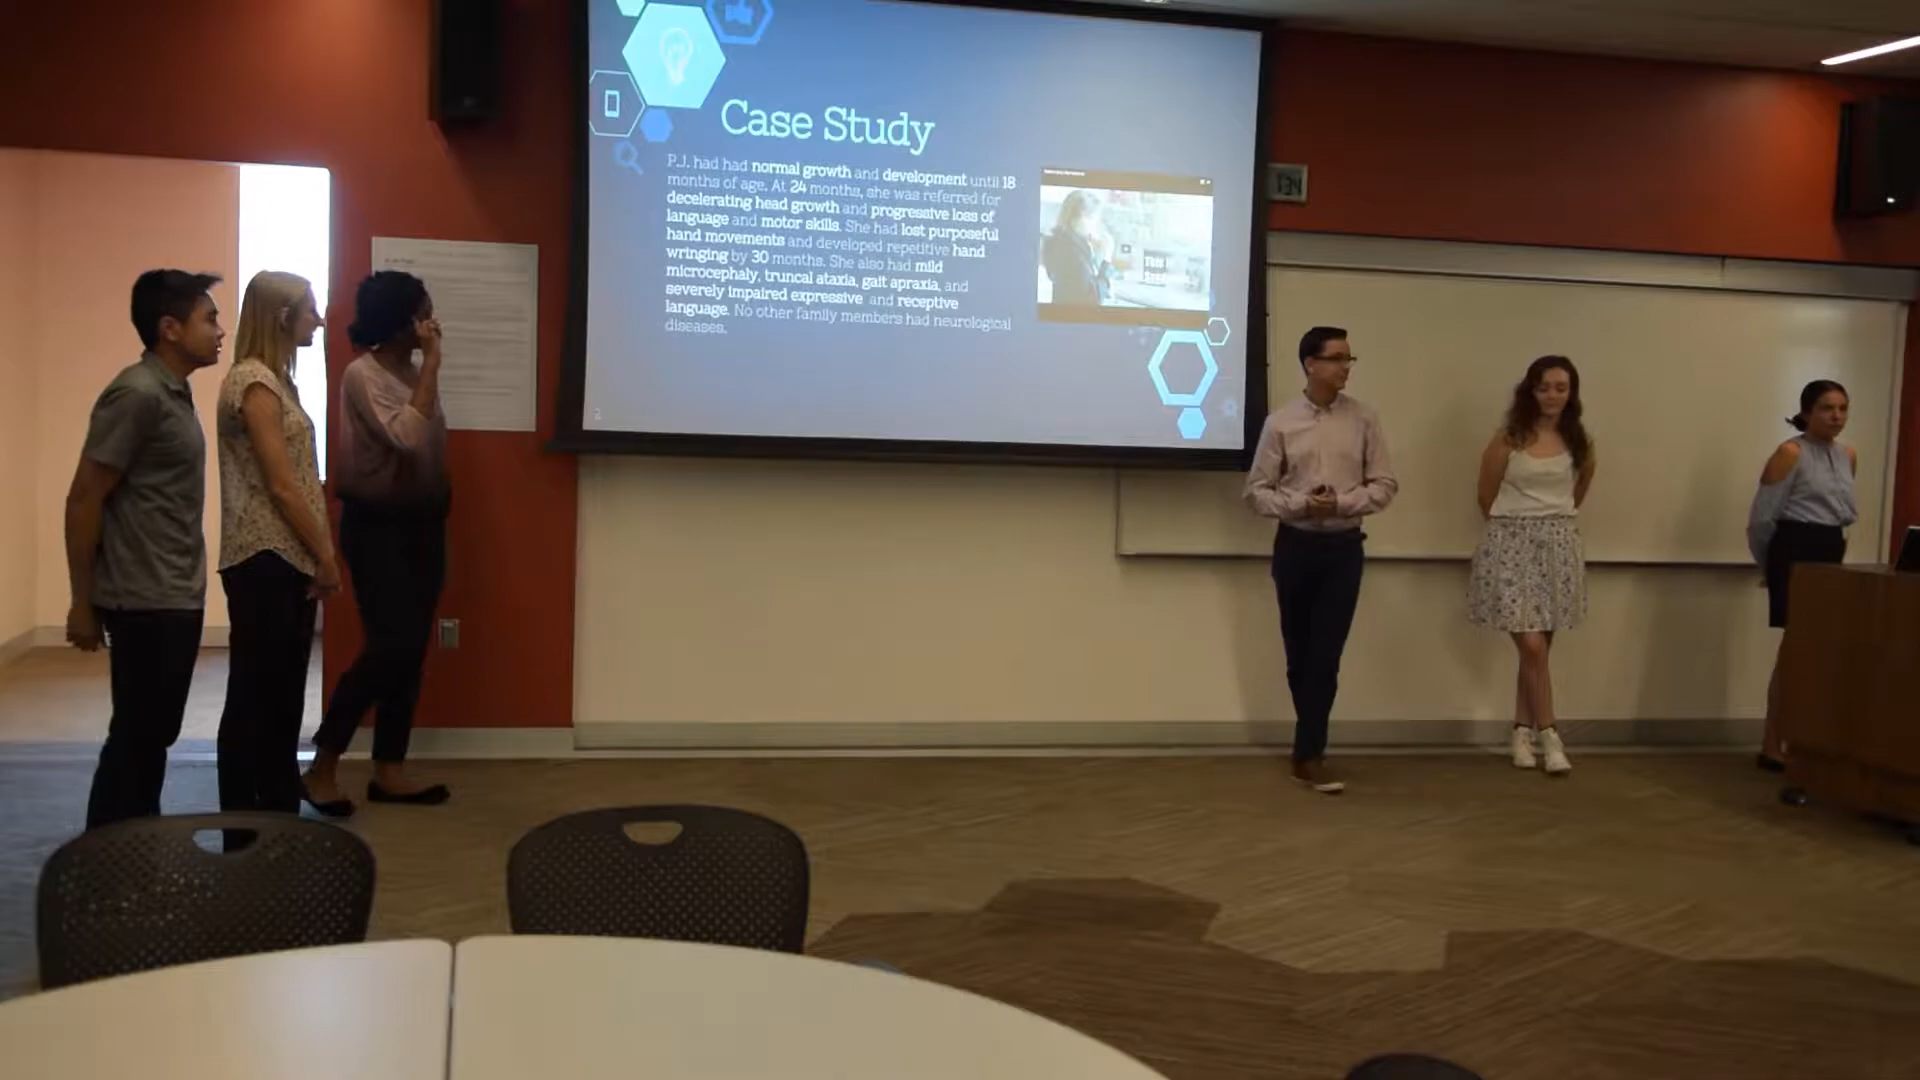 Case Study
P.J. had had normal growth and development until 18
months of age. At 24 months, she was referred for
decelerating head growth and progressive loss of
language and motor skills. She had lost purposeful
hand movements and developed repetitive hand
wringing by 30 months. She also had mild
microcephaly, truncal ataxia, gait apraxia, and
severely impaired expressive and receptive
language. No other family members had neurological
diseases.
This is
2